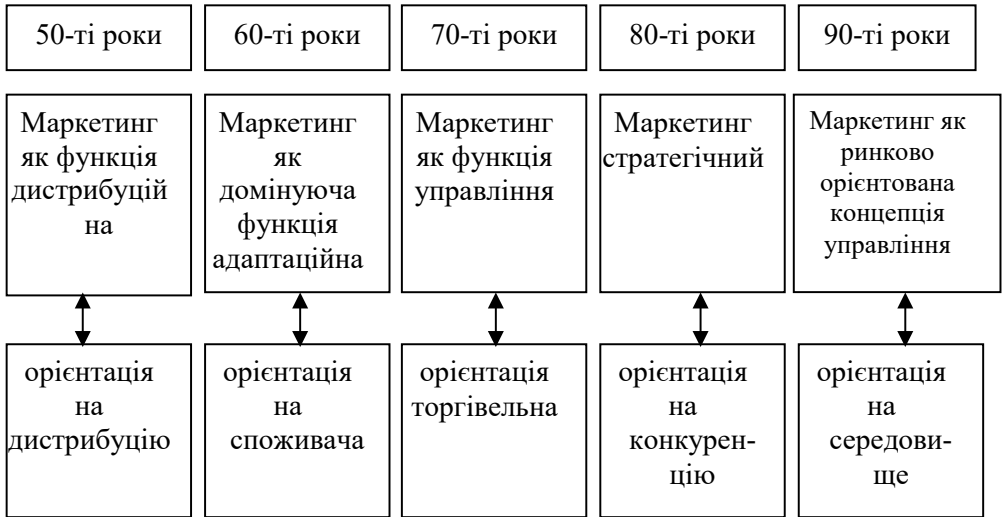 50-ті роки
60-ті роки
70-ті роки
80-ті роки
90-ті роки
Маркетинг
як функція
дистрибуцій
на
Маркетинг
як
домінуюча
функція
адаптаційна
Маркетинг
як функція
управління
Маркетинг
стратегічний
Маркетинг як
ринково
орієнтована
концепція
управління
орієнтація
на
дистрибуцію
орієнтація
на
споживача
орієнтація
торгівельна
орієнтація
на
конкурен-
цію
орієнтація
на
середови-
ще